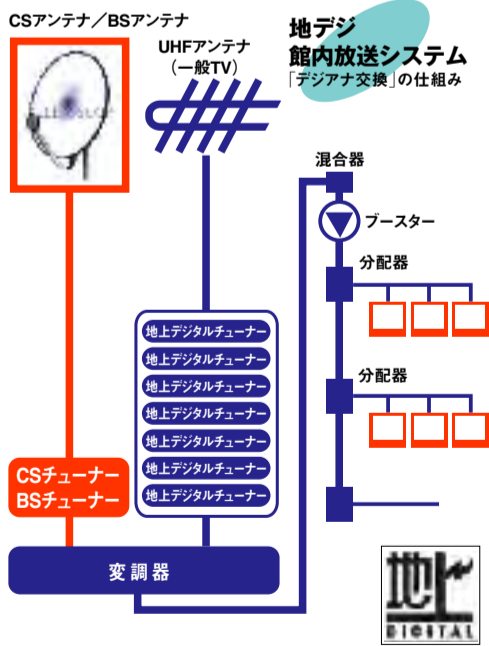 CSアンテナ／BSアンテナ
UHFアンテナ
（一般TV）
地デジ
館内放送システム
「デジアナ交換」の仕組み
混合器
ブースター
分配器
分配器
地上デジタルチューナー
地上デジタルチューナー
地上デジタルチューナー
地上デジタルチューナー
地上デジタルチューナー
地上デジタルチューナー
地上デジタルチューナー
CSチューナー
BSチューナー
変調器
地上
DIGITAL